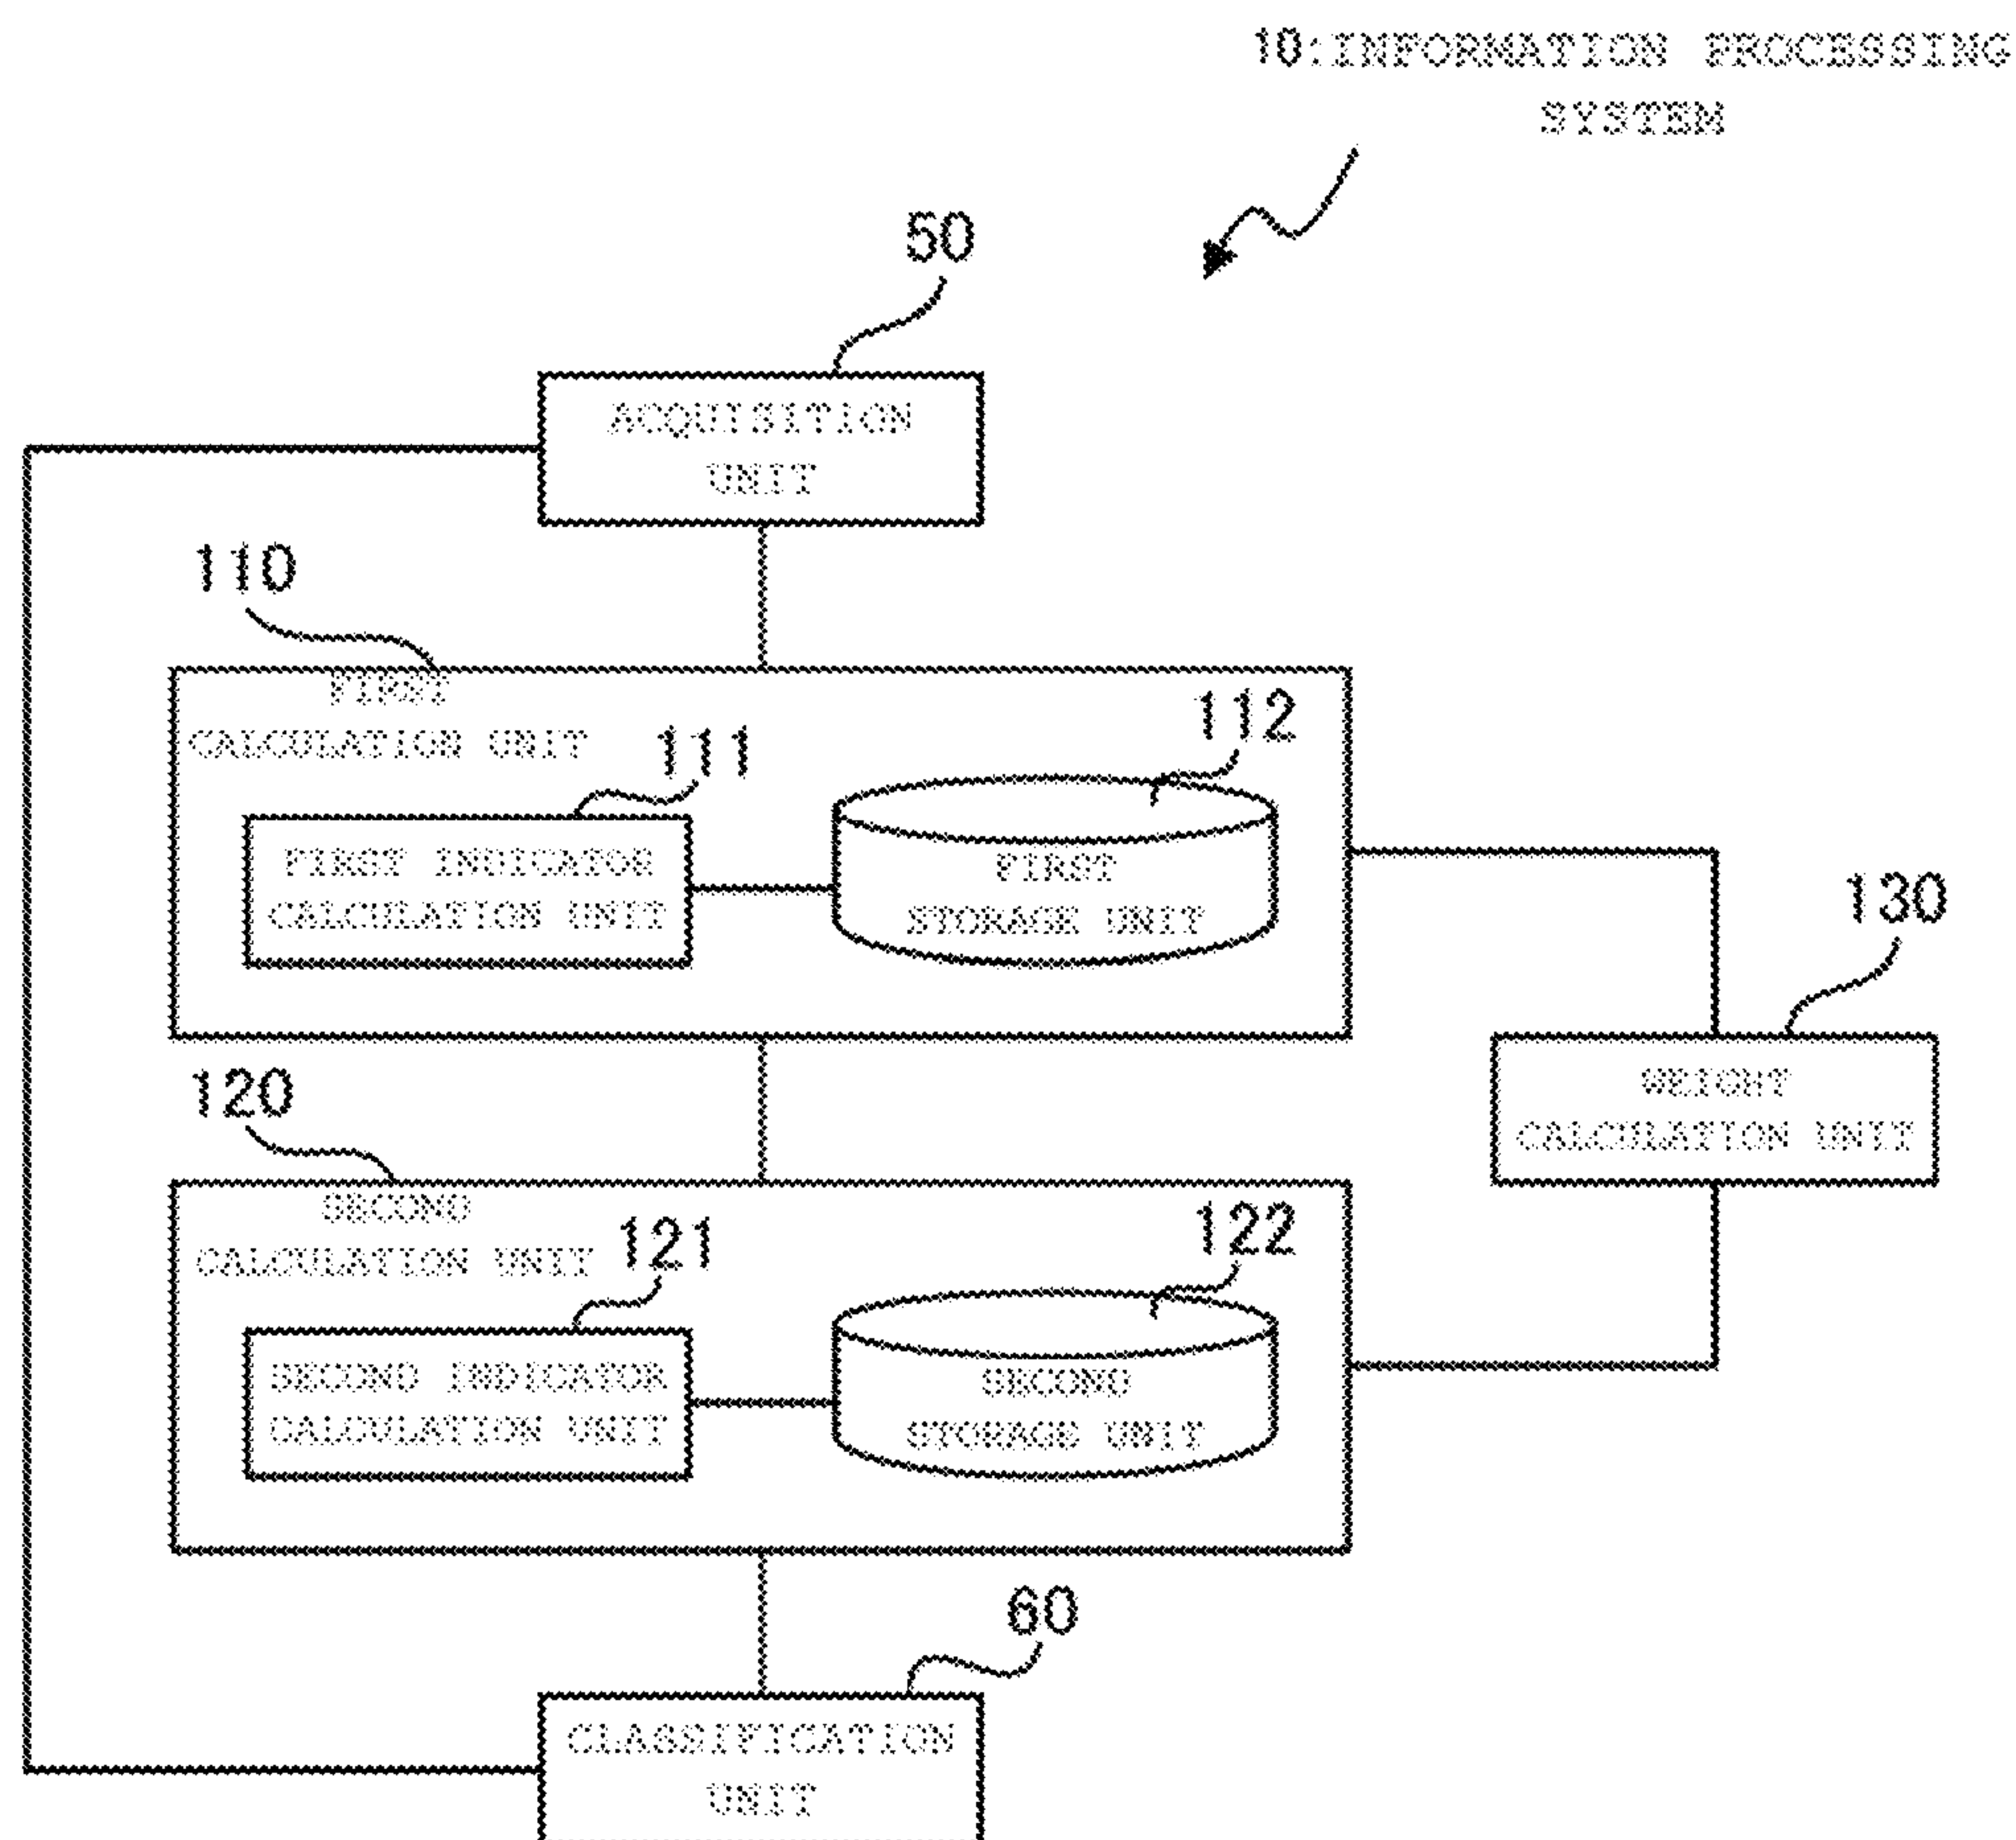 10:INFORMATION PROCESSING
SYSTEM
50
ACQUISITION
UNIT
110
FIRST
CALCULATION UNIT
111
112
FIRST INDICATOR
CALCULATION UNIT
FIRST
STORAGE UNIT
130
WEIGHT
CALCULATION UNIT
120
SECOND
CALCULATION UNIT
121
122
SECOND INDICATOR
CALCULATION UNIT
SECOND
STORAGE UNIT
60
CLASSIFICATION
UNIT